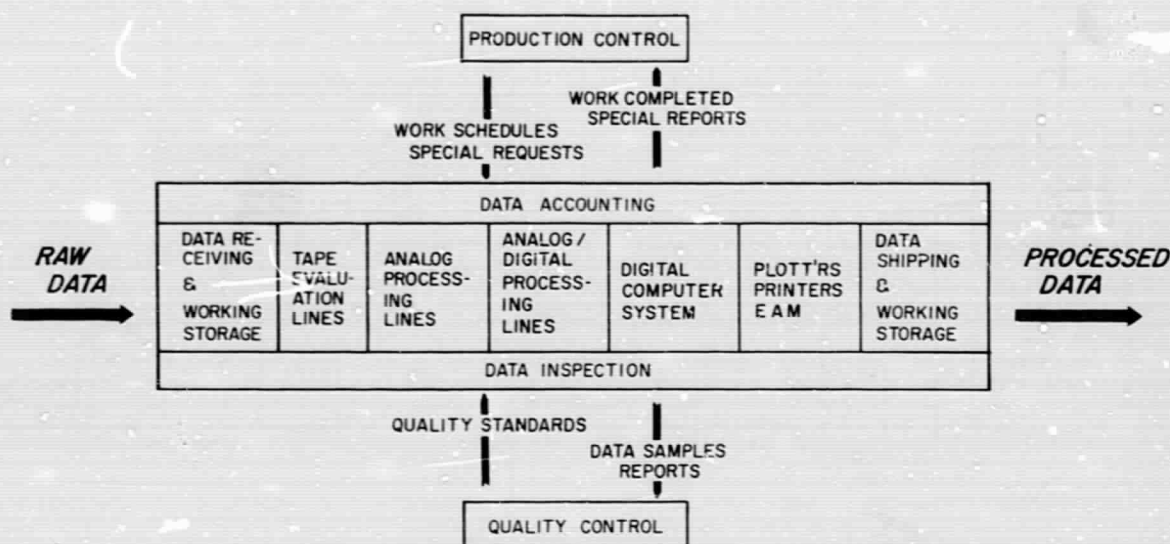 PRODUCTION CONTROL
WORK COMPLETED
SPECIAL REPORTS
WORK SCHEDULES
SPECIAL REQUESTS
DATA ACCOUNTING
RAW
DATA
DATA RE-
CEIVING
&
WORKING
STORAGE
TAPE
EVALU-
ATION
LINES
ANALOG
PROCESS-
ING
LINES
ANALOG/
DIGITAL
PROCESS-
ING
LINES
DIGITAL
COMPUTER
SYSTEM
PLOTT'RS
PRINTERS
E A M
DATA
SHIPPING
&
WORKING
STORAGE
PROCESSED
DATA
DATA INSPECTION
QUALITY STANDARDS
DATA SAMPLES
REPORTS
QUALITY CONTROL